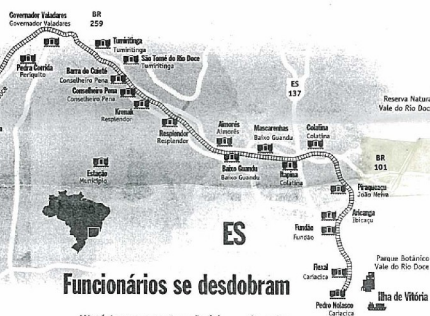 Governador Valadares
Governador Valadares
BR
259
Tumiritinga
Tumiritinga
São Tomé do Rio Doce
Tumiritinga
Pedra Corrida
Periquito
Barra do Cuieté
Conselheiro Pena
Conselheiro Pena
Conselheiro Pena
Krenak
Resplendor
Resplendor
Resplendor
ES
137
Reserva Natura
Vale do Rio Doc
Aimorés
Aimorés
Mascarenhas
Baixo Guandu
Colatina
Colatina
BR
101
Baixo Guandu
Baixo Guandu
Itapina
Colatina
Estação
Município
Piraqueaçu
João Neiva
Aricanga
Ibiraçu
ES
Fundão
Fundão
Parque Botânico
Vale do Rio Doce
Flexal
Cariacica
Funcionários se desdobram
Ilha de Vitória
Pedro Nolasco
Cariacica